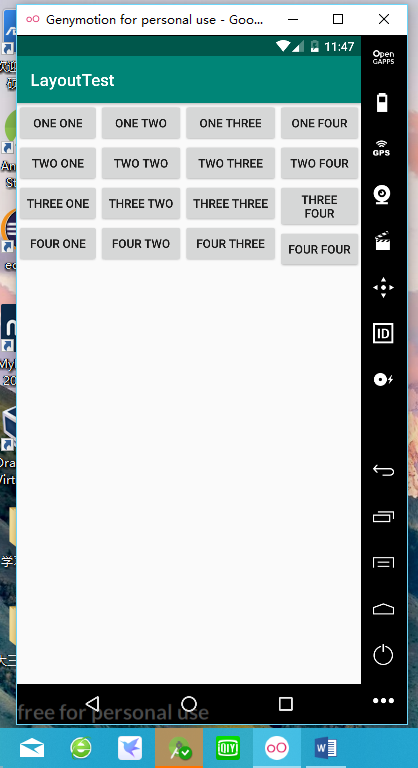 Genymotion for personal use - Goo...
11:47
Open
GAPPS
LayoutTest
ONE ONE
ONE TWO
ONE THREE
ONE FOUR
TWO ONE
TWO TWO
TWO THREE
TWO FOUR
THREE ONE
THREE TWO
THREE THREE
THREE
FOUR
FOUR ONE
FOUR TWO
FOUR THREE
FOUR FOUR
GPS
ID
free for personal use
QIY
W